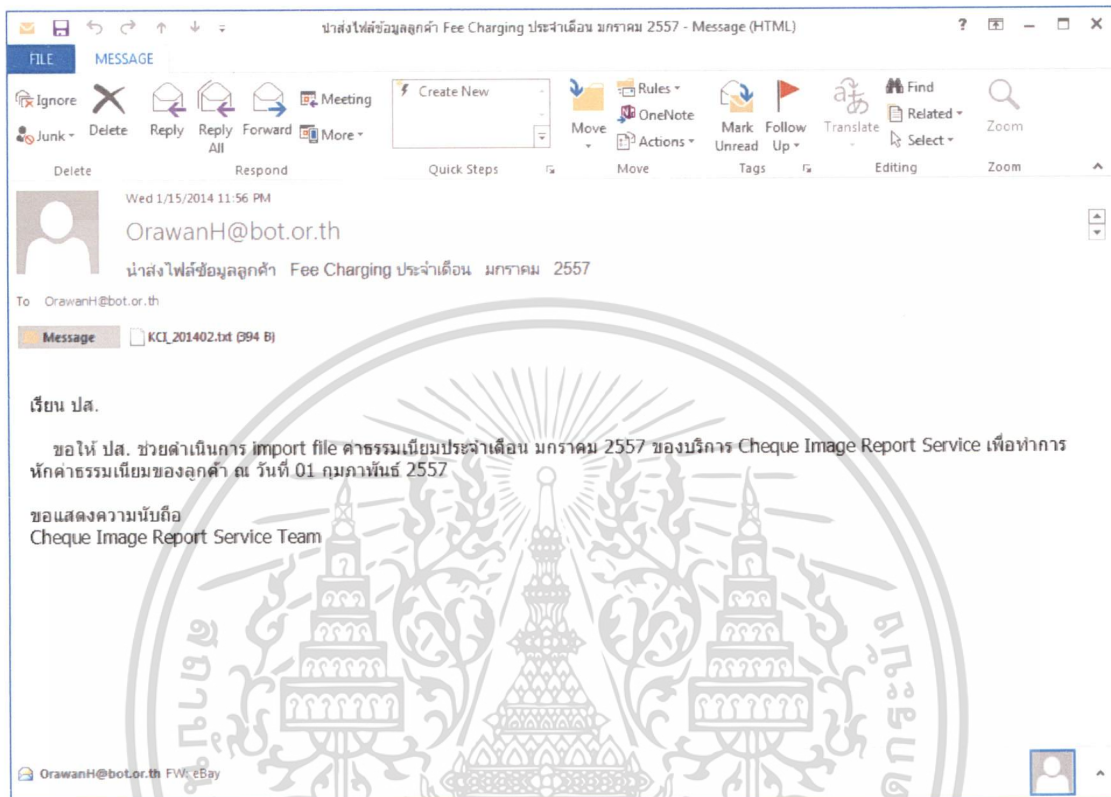 นำส่งไฟล์ข้อมูลลูกค้า Fee Charging ประจำเดือน มกราคม 2557 - Message (HTML)
FILE MESSAGE
Ignore
Junk
Delete
Reply
Reply All
Forward
Meeting
More
Create New
Move
Rules
OneNote
Actions
Mark Unread
Follow Up
Translate
Find
Related
Select
Zoom
Delete Respond Quick Steps Move Tags Editing Zoom
Wed 1/15/2014 11:56 PM
OrawanH@bot.or.th
นำส่งไฟล์ข้อมูลลูกค้า Fee Charging ประจำเดือน มกราคม 2557
To OrawanH@bot.or.th
Message KCI_201402.txt (394 B)
เรียน ปส.
ขอให้ ปส. ช่วยดำเนินการ import file ค่าธรรมเนียมประจำเดือน มกราคม 2557 ของบริการ Cheque Image Report Service เพื่อทำการ
หักค่าธรรมเนียมของลูกค้า ณ วันที่ 01 กุมภาพันธ์ 2557
ขอแสดงความนับถือ
Cheque Image Report Service Team
OrawanH@bot.or.th FW: eBay